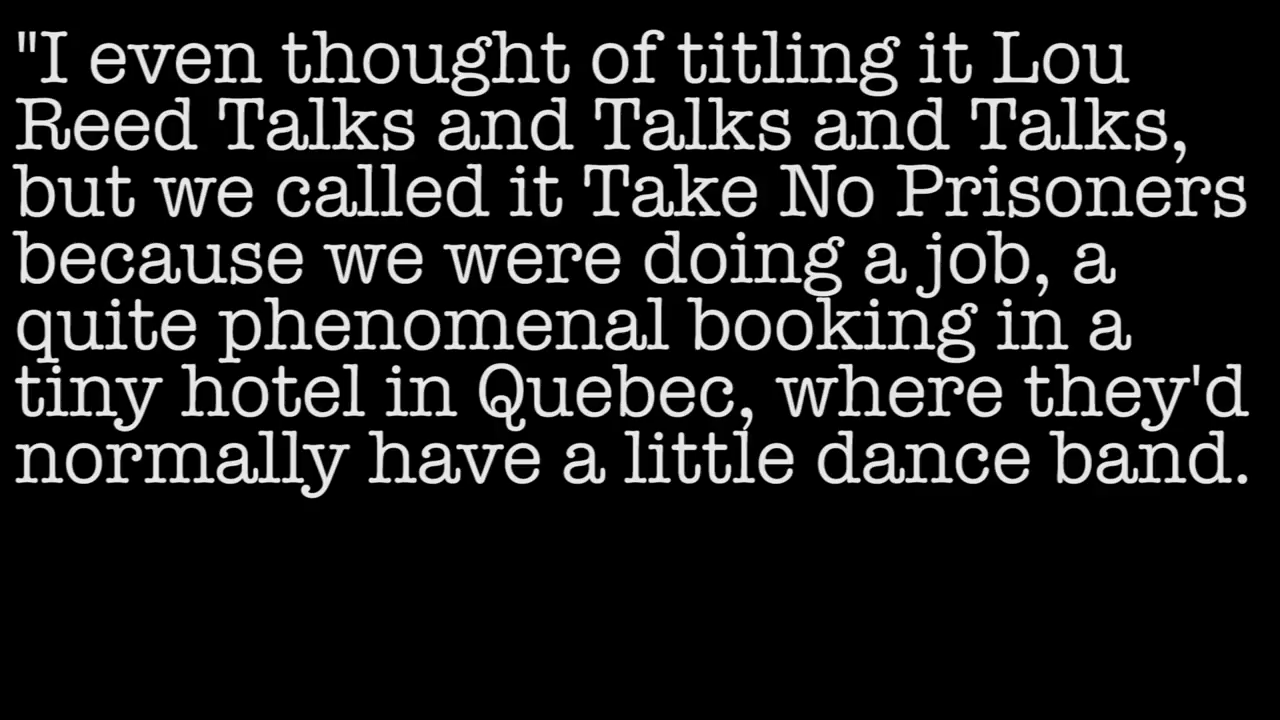 "I even thought of titling it Lou
Reed Talks and Talks and Talks,
but we called it Take No Prisoners
because we were doing a job, a
quite phenomenal booking in a
tiny hotel in Quebec, where they'd
normally have a little dance band.